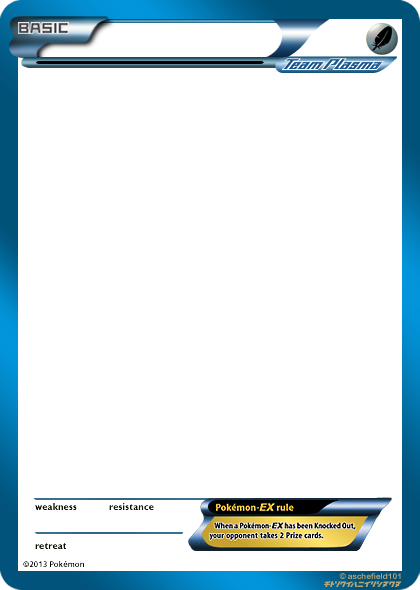 BASIC
Team Plasma
weakness resistance
Pokémon-EX rule
When a Pokémon-EX has been Knocked Out,
your opponent takes 2 Prize cards.
retreat
©2013 Pokémon
© aschefield101